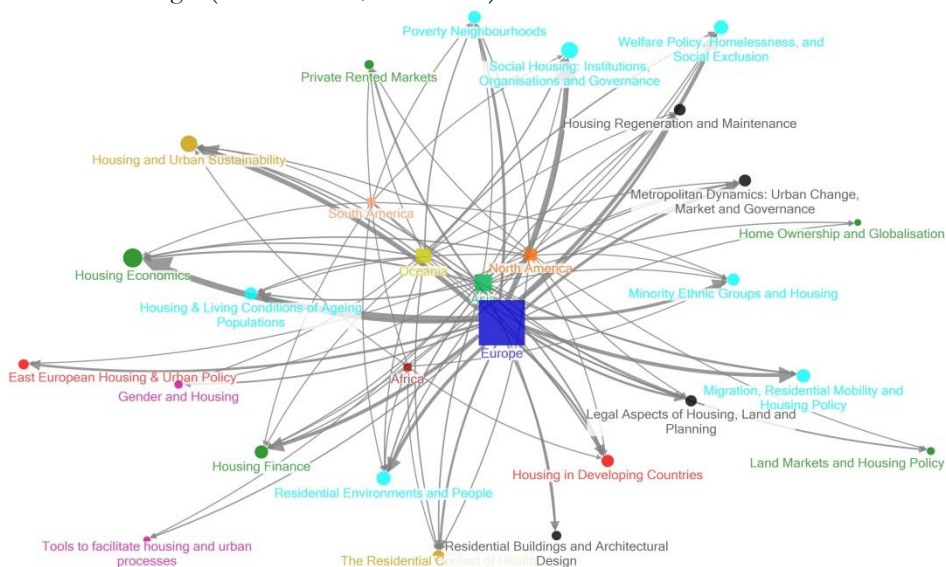 Poverty Neighbourhoods
Welfare Policy, Homelessness, and
Social Exclusion
Social Housing: Institutions,
Organisations and Governance
Private Rented Markets
Housing Regeneration and Maintenance
Housing and Urban Sustainability
Metropolitan Dynamics: Urban Change,
Market and Governance
South America
Home Ownership and Globalisation
Oceania
North America
Housing Economics
Housing & Living Conditions of Ageing
Populations
Minority Ethnic Groups and Housing
Europe
East European Housing & Urban Policy
Gender and Housing
Africa
Migration, Residential Mobility and
Housing Policy
Legal Aspects of Housing, Land and
Planning
Housing Finance
Land Markets and Housing Policy
Housing in Developing Countries
Residential Environments and People
Tools to facilitate housing and urban
processes
Residential Buildings and Architectural
Design
The Residential Context of Health